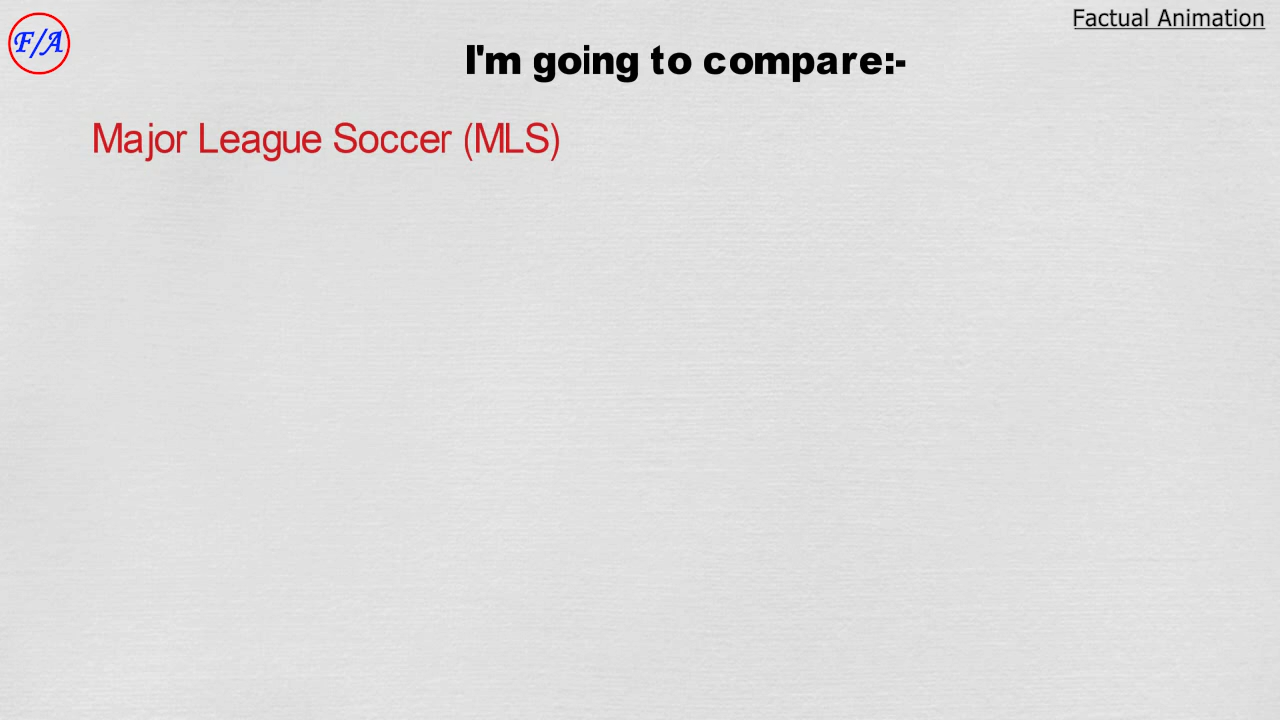 F/A
Factual Animation
I'm going to compare:-
Major League Soccer (MLS)